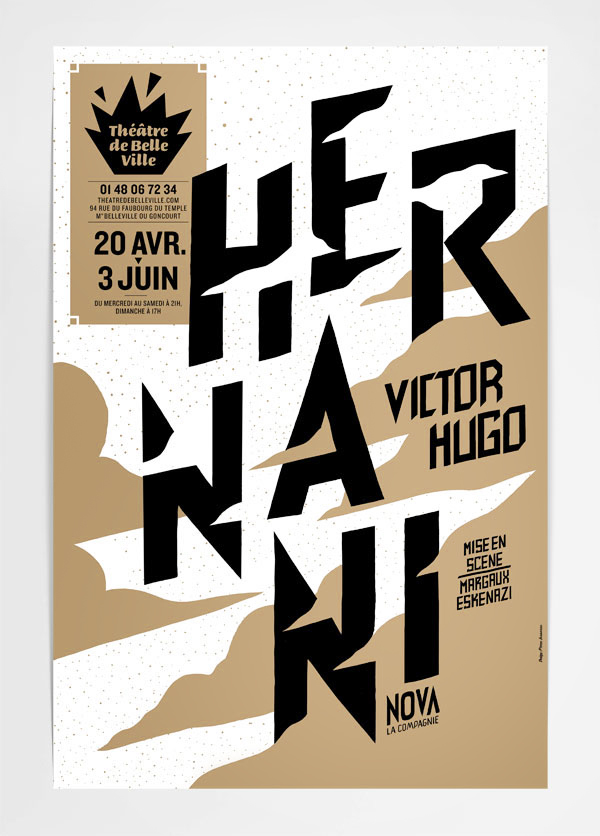 Théâtre
de Belle
Ville
01 48 06 72 34
THEATREDEBELLEVILLE.COM
94 RUE DU FAUBOURG DU TEMPLE
M° BELLEVILLE OU GONCOURT
20 AVR.
3 JUIN
DU MERCREDI AU SAMEDI À 21H,
DIMANCHE À 17H
HER
NA
NI
VICTOR
HUGO
MISE EN
SCENE
MARGAUX
ESKENAZI
NOVA
LA COMPAGNIE